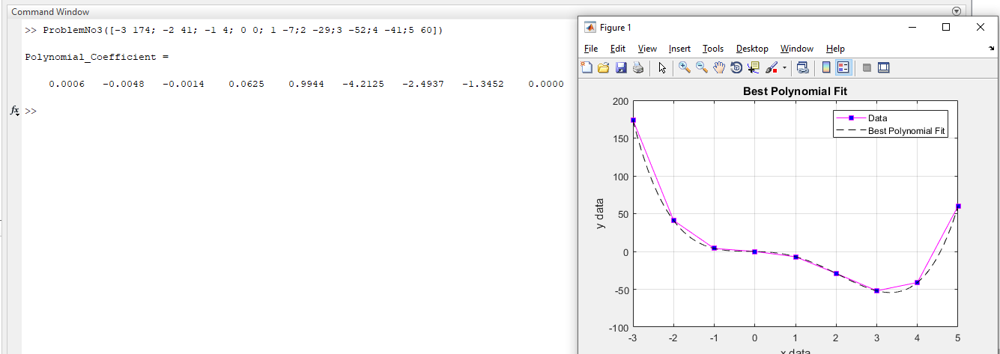 Command Window
>> ProblemNo3([-3 174; -2 41; -1 4; 0 0; 1 -7;2 -29;3 -52;4 -41;5 60])
Polynomial_Coefficient =
0.0006 -0.0048 -0.0014 0.0625 0.9944 -4.2125 -2.4937 -1.3452 0.0000
fx >>
Figure 1
File Edit View Insert Tools Desktop Window Help
Best Polynomial Fit
Data
Best Polynomial Fit
200
150
100
50
0
-50
-100
y data
-3 -2 -1 0 1 2 3 4 5
x data